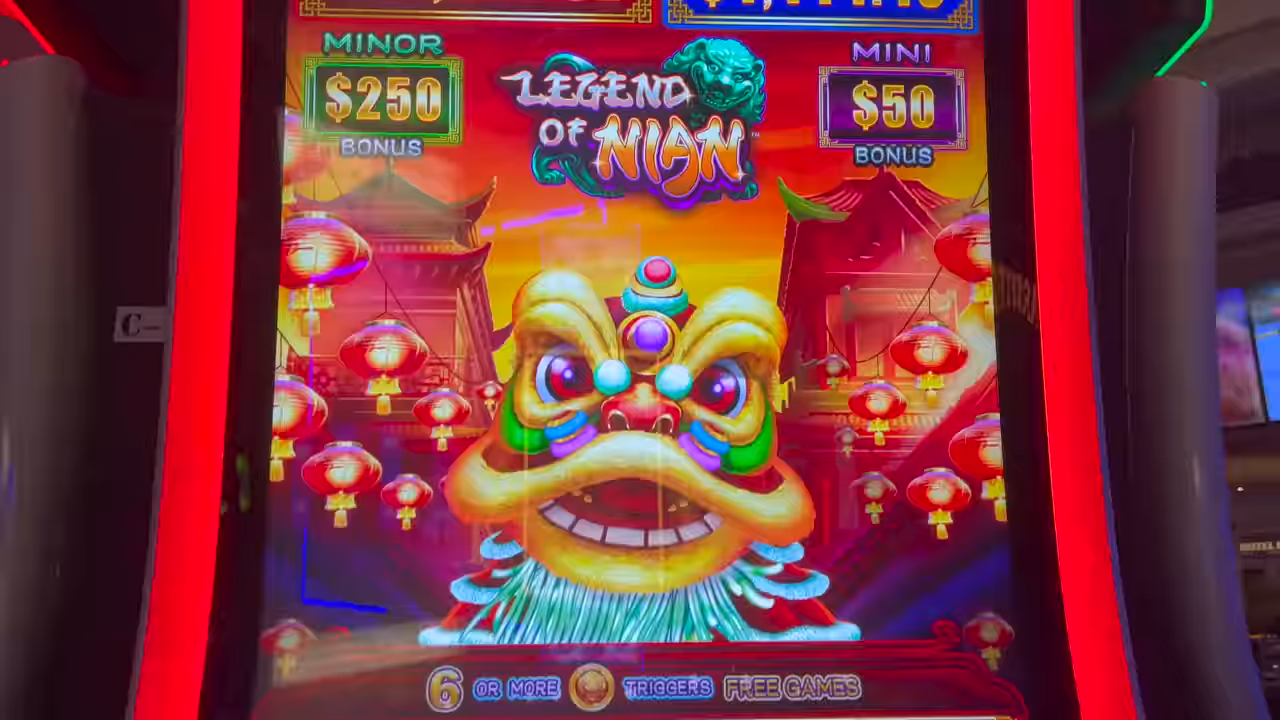 MINOR
$250
BONUS
LEGEND
OF NIAN
MINI
$50
BONUS
C-
6 OR MORE TRIGGERS FREE GAMES